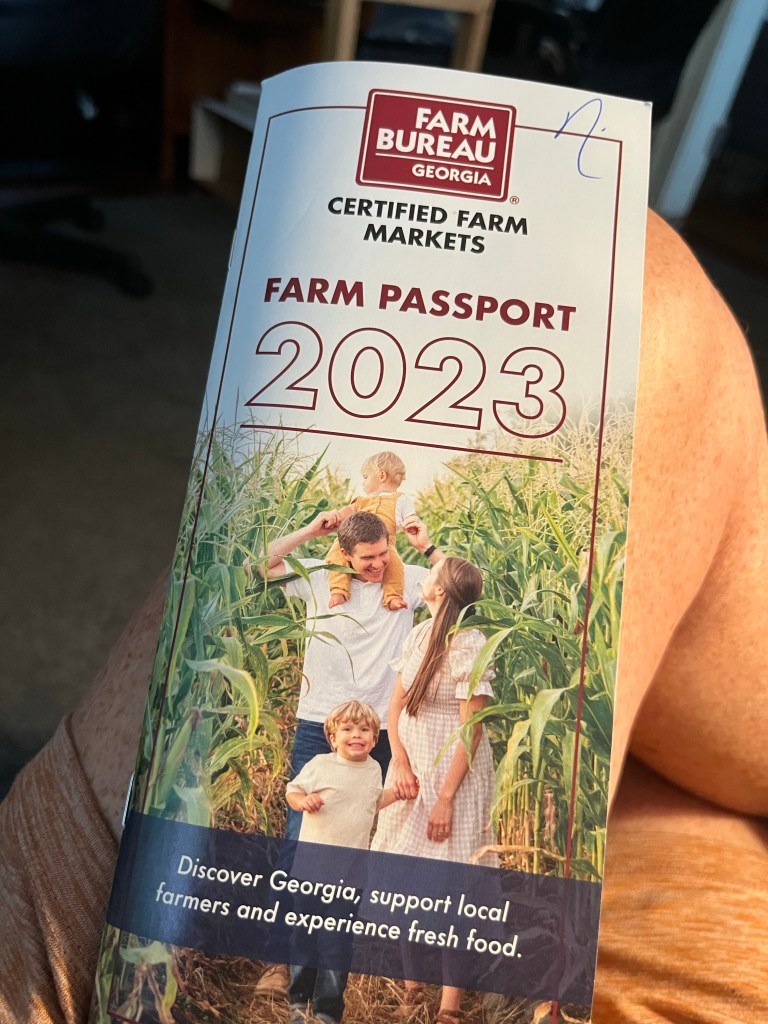 FARM
BUREAU
GEORGIA
®
CERTIFIED FARM
MARKETS
FARM PASSPORT
2023
Discover Georgia, support local
farmers and experience fresh food.